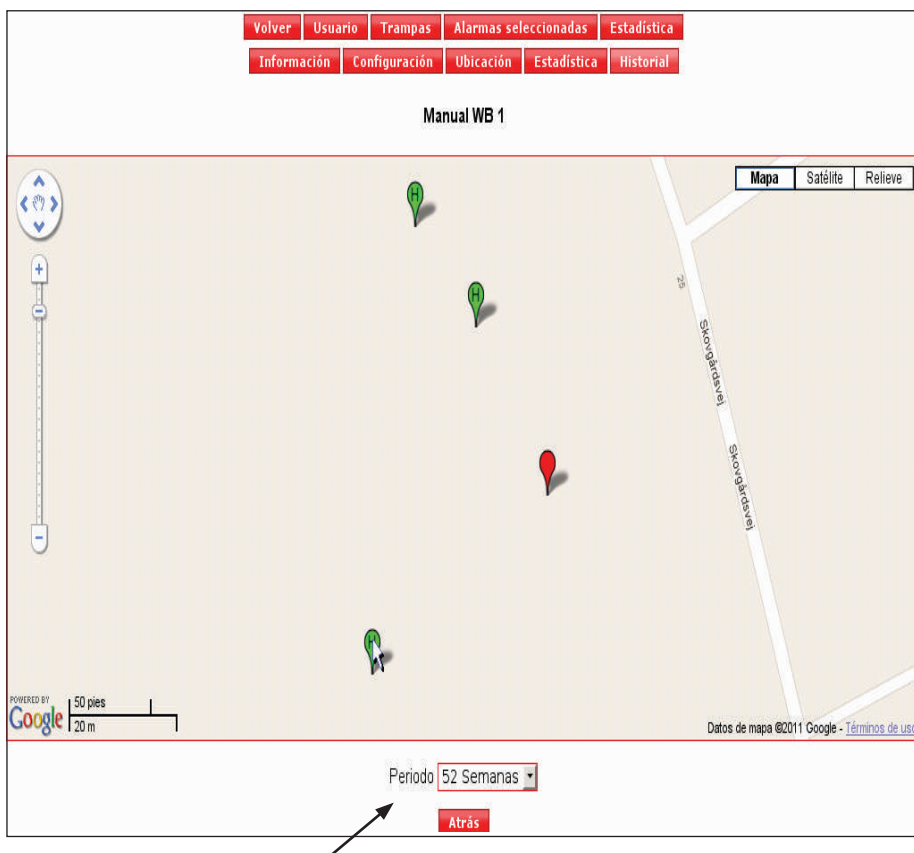 Volver Usuario Trampas Alarmas seleccionadas Estadística
Información Configuración Ubicación Estadística Historial
Manual WB 1
Mapa Satélite Relieve
H
H
25
Skovgårdsvej
Skovgårdsvej
H
POWERED BY
Google
50 pies
20 m
Datos de mapa ©2011 Google - Términos de uso
Periodo 52 Semanas
Atrás